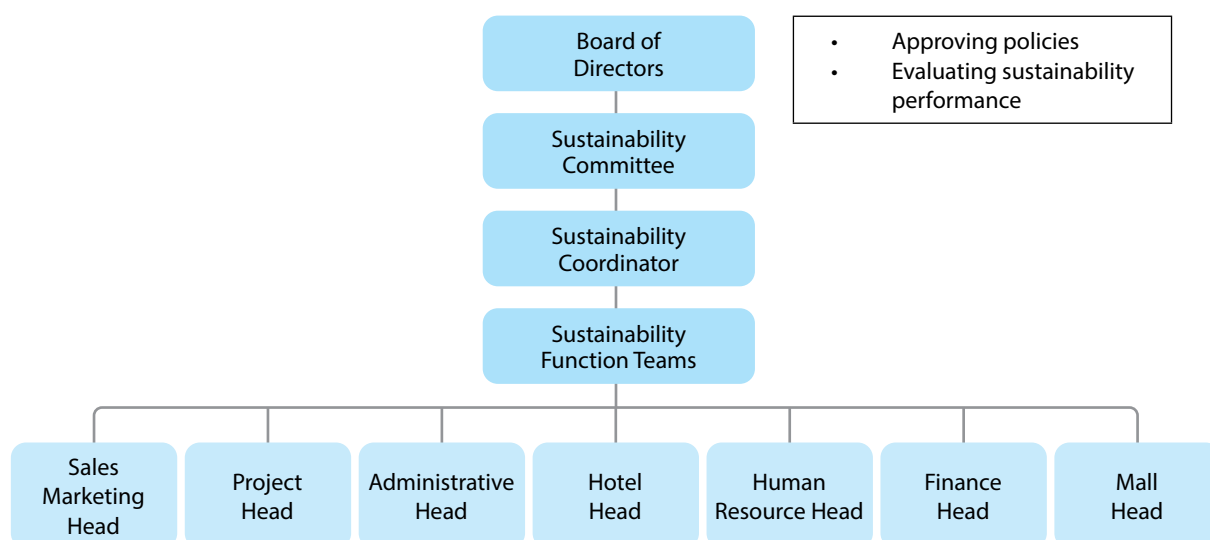 Board of
Directors
• Approving policies
• Evaluating sustainability
performance
Sustainability
Committee
Sustainability
Coordinator
Sustainability
Function Teams
Sales
Marketing
Head
Project
Head
Administrative
Head
Hotel
Head
Human
Resource Head
Finance
Head
Mall
Head